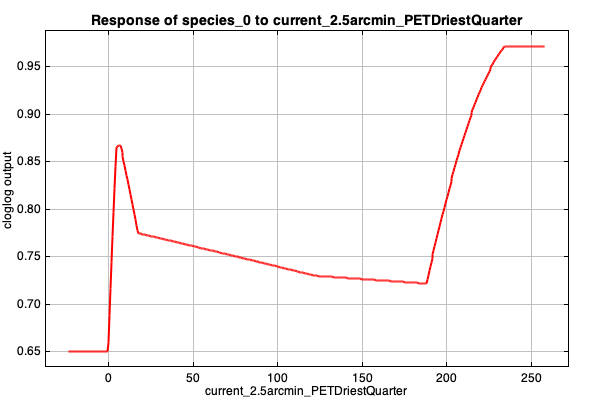 Response of species_0 to current_2.5arcmin_PETDriestQuarter
cloglog output
0.95
0.90
0.85
0.80
0.75
0.70
0.65
0 50 100 150 200 250
current_2.5arcmin_PETDriestQuarter